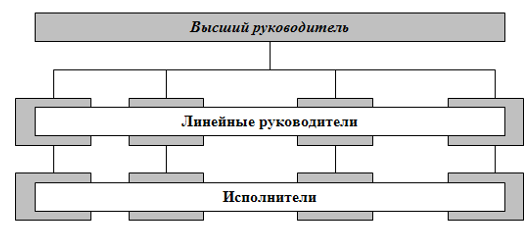 Высший руководитель
Линейные руководители
Исполнители